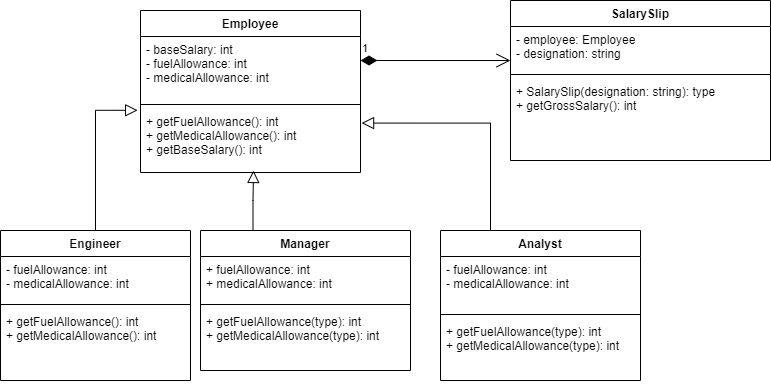 Employee
- baseSalary: int
- fuelAllowance: int
- medicalAllowance: int
+ getFuelAllowance(): int
+ getMedicalAllowance(): int
+ getBaseSalary(): int
1
SalarySlip
- employee: Employee
- designation: string
+ SalarySlip(designation: string): type
+ getGrossSalary(): int
Engineer
- fuelAllowance: int
- medicalAllowance: int
+ getFuelAllowance(): int
+ getMedicalAllowance(): int
Manager
+ fuelAllowance: int
+ medicalAllowance: int
+ getFuelAllowance(type): int
+ getMedicalAllowance(type): int
Analyst
- fuelAllowance: int
- medicalAllowance: int
+ getFuelAllowance(type): int
+ getMedicalAllowance(type): int